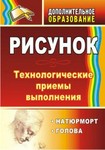 ДОПОЛНИТЕЛЬНОЕ
ОБРАЗОВАНИЕ
РИСУНОК
Технологические
приемы
выполнения
НАТЮРМОРТ
ГОЛОВА